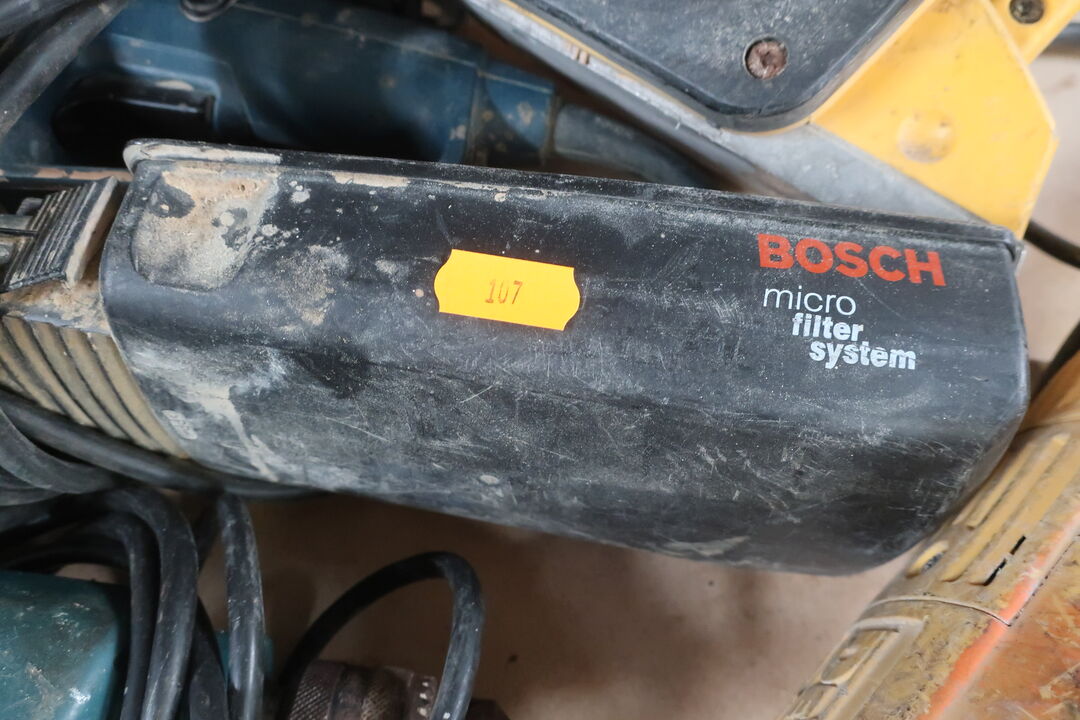 107
BOSCH
micro
filter
system